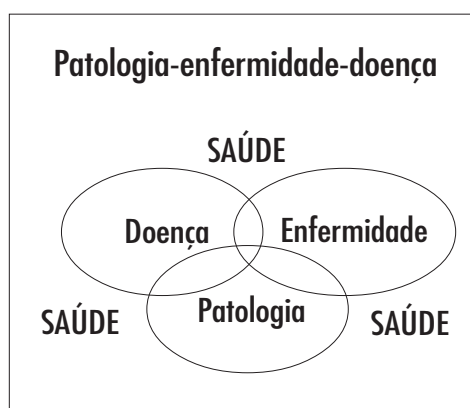 Patologia-enfermidade-doença
SAÚDE
Doença Enfermidade
Patologia
SAÚDE SAÚDE